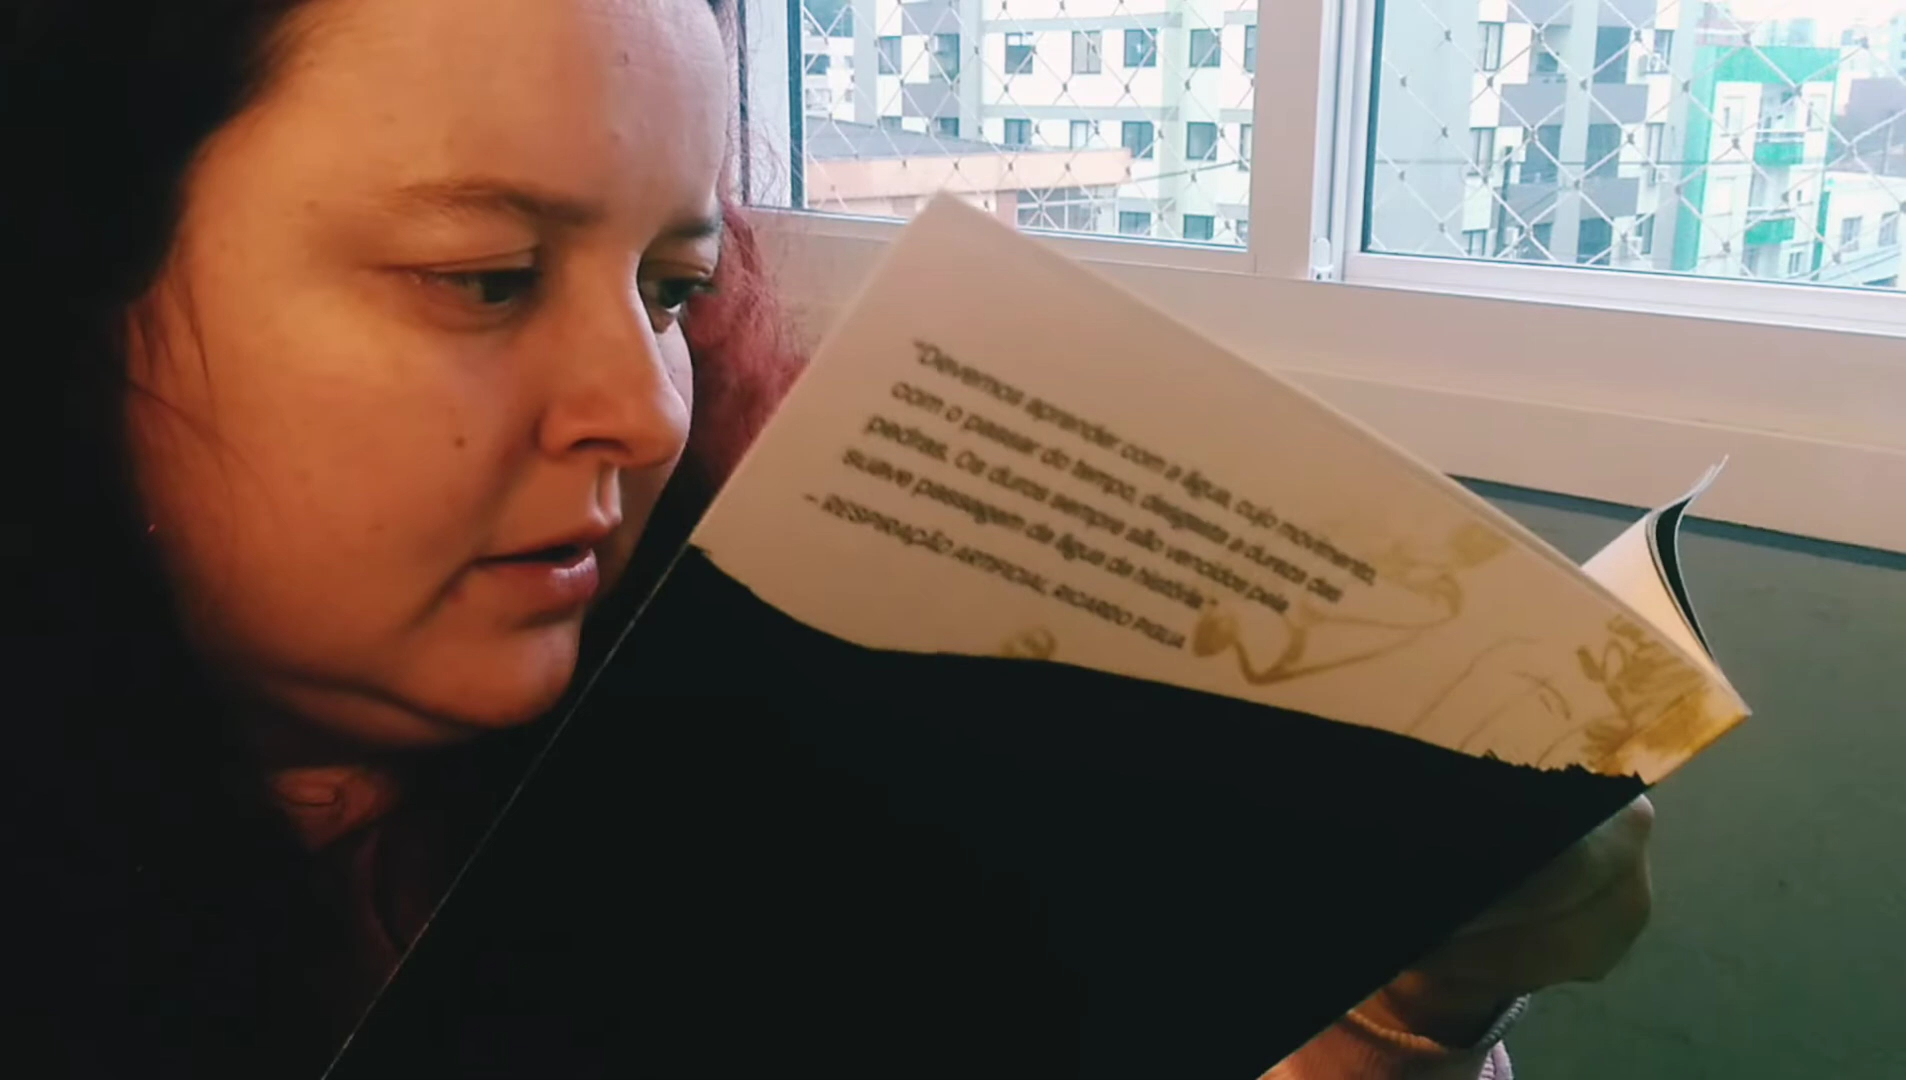 "Devemos aprender com a água, cujo movimento,
com o passar do tempo, desgasta a dureza das
pedras. Os duros sempre são vencidos pela
suave passagem da água da história"
- RESPIRAÇÃO ARTIFICIAL, RICARDO PIGLIA